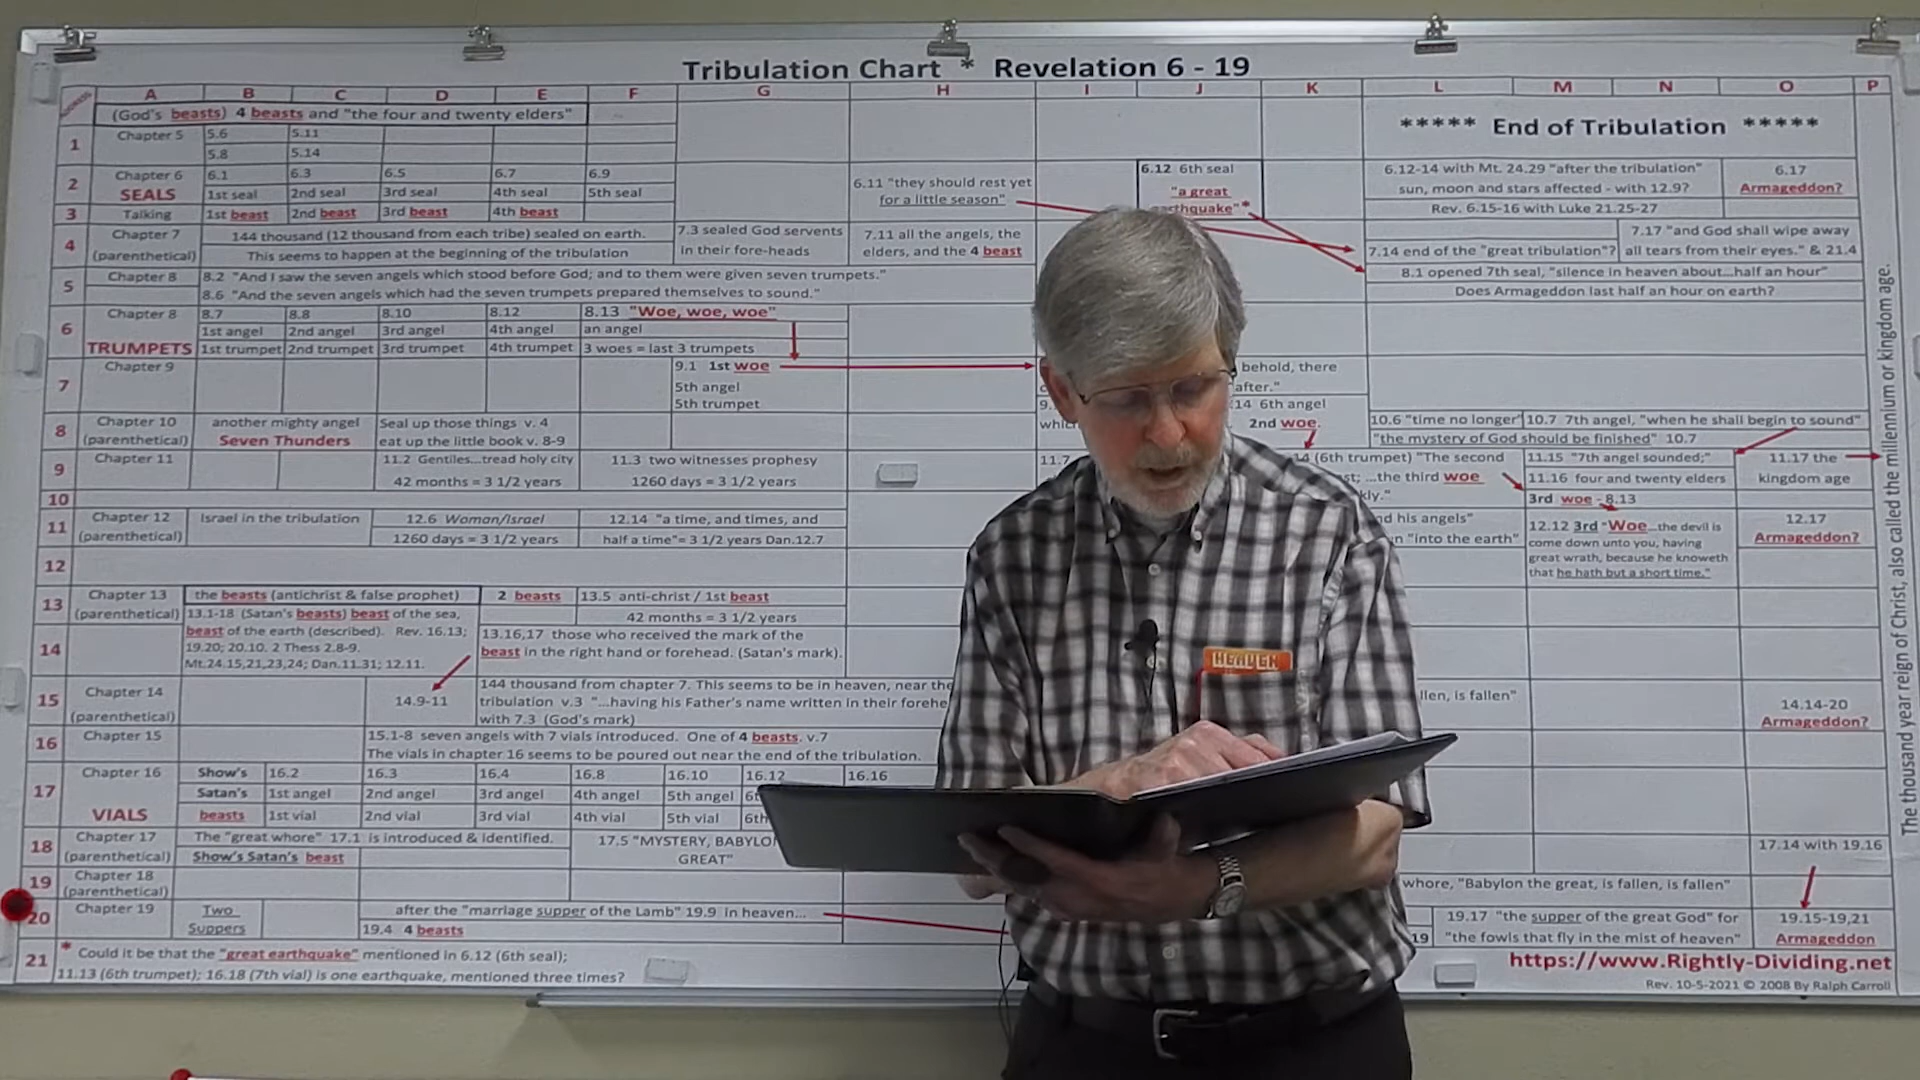 Tribulation Chart * Revelation 6 - 19
A B C D E F G H I J K L M N O P
(God's beasts) 4 beasts and "the four and twenty elders"
***** End of Tribulation *****
1 Chapter 5 5.6 5.11
5.8 5.14
2 Chapter 6 6.1 6.3 6.5 6.7 6.9
SEALS 1st seal 2nd seal 3rd seal 4th seal 5th seal
6.11 "they should rest yet
for a little season"
6.12 6th seal
"a great
earthquake"*
6.12-14 with Mt. 24.29 "after the tribulation"
sun, moon and stars affected - with 12.9?
6.17
Armageddon?
3 Talking 1st beast 2nd beast 3rd beast 4th beast
Rev. 6.15-16 with Luke 21.25-27
4 Chapter 7
(parenthetical)
144 thousand (12 thousand from each tribe) sealed on earth.
This seems to happen at the beginning of the tribulation
7.3 sealed God servents
in their fore-heads
7.11 all the angels, the
elders, and the 4 beast
7.14 end of the "great tribulation"?
7.17 "and God shall wipe away
all tears from their eyes." & 21.4
5 Chapter 8 8.2 "And I saw the seven angels which stood before God; and to them were given seven trumpets."
8.6 "And the seven angels which had the seven trumpets prepared themselves to sound."
8.1 opened 7th seal, "silence in heaven about...half an hour"
Does Armageddon last half an hour on earth?
6 Chapter 8 8.7 8.8 8.10 8.12 8.13 "Woe, woe, woe"
1st angel 2nd angel 3rd angel 4th angel an angel
TRUMPETS 1st trumpet 2nd trumpet 3rd trumpet 4th trumpet 3 woes = last 3 trumpets
7 Chapter 9
9.1 1st woe
5th angel
5th trumpet
behold, there
after."
14 6th angel
2nd woe.
8 Chapter 10
(parenthetical)
another mighty angel
Seven Thunders
Seal up those things v. 4
eat up the little book v. 8-9
10.6 "time no longer" 10.7 7th angel, "when he shall begin to sound"
"the mystery of God should be finished" 10.7
9 Chapter 11
11.2 Gentiles...tread holy city
42 months = 3 1/2 years
11.3 two witnesses prophesy
1260 days = 3 1/2 years
11.7
(6th trumpet) "The second
...the third woe
11.15 "7th angel sounded;"
11.16 four and twenty elders
11.17 the
kingdom age
10 3rd woe - 8.13
11 Chapter 12
(parenthetical)
Israel in the tribulation
12.6 Woman/Israel
1260 days = 3 1/2 years
12.14 "a time, and times, and
half a time"= 3 1/2 years Dan.12.7
and his angels"
"into the earth"
12.12 3rd "Woe...the devil is
come down unto you, having
great wrath, because he knoweth
that he hath but a short time."
12.17
Armageddon?
12
13 Chapter 13
(parenthetical)
the beasts (antichrist & false prophet) 2 beasts 13.5 anti-christ / 1st beast
42 months = 3 1/2 years
14 13.1-18 (Satan's beasts) beast of the sea,
beast of the earth (described). Rev. 16.13;
19.20; 20.10. 2 Thess 2.8-9.
Mt.24.15,21,23,24; Dan.11.31; 12.11.
13.16,17 those who received the mark of the
beast in the right hand or forehead. (Satan's mark).
HEAVEN
15 Chapter 14
(parenthetical)
14.9-11
144 thousand from chapter 7. This seems to be in heaven, near the
tribulation v.3 "...having his Father's name written in their
with 7.3 (God's mark)
is fallen"
14.14-20
Armageddon?
16 Chapter 15 15.1-8 seven angels with 7 vials introduced. One of 4 beasts. v.7
The vials in chapter 16 seems to be poured out near the end of the tribulation.
17 Chapter 16 Show's 16.2 16.3 16.4 16.8 16.10 16.12 16.16
Satan's 1st angel 2nd angel 3rd angel 4th angel 5th angel
VIALS beasts 1st vial 2nd vial 3rd vial 4th vial 5th vial 6th
18 Chapter 17
(parenthetical)
The "great whore" 17.1 is introduced & identified.
Show's Satan's beast
17.5 "MYSTERY,
GREAT"
17.14 with 19.16
19 Chapter 18
(parenthetical)
whore, "Babylon the great, is fallen, is fallen"
20 Chapter 19 Two
Suppers
after the "marriage supper of the Lamb" 19.9 in heaven...
19.4 4 beasts
19
19.17 "the supper of the great God" for
"the fowls that fly in the mist of heaven"
19.15-19,21
Armageddon
21 * Could it be that the "great earthquake" mentioned in 6.12 (6th seal);
11.13 (6th trumpet); 16.18 (7th vial) is one earthquake, mentioned three times?
https://www.Rightly-Dividing.net
Rev. 10-5-2021 © 2008 By Ralph Carroll
The thousand year reign of Christ, also called the millennium or kingdom age.